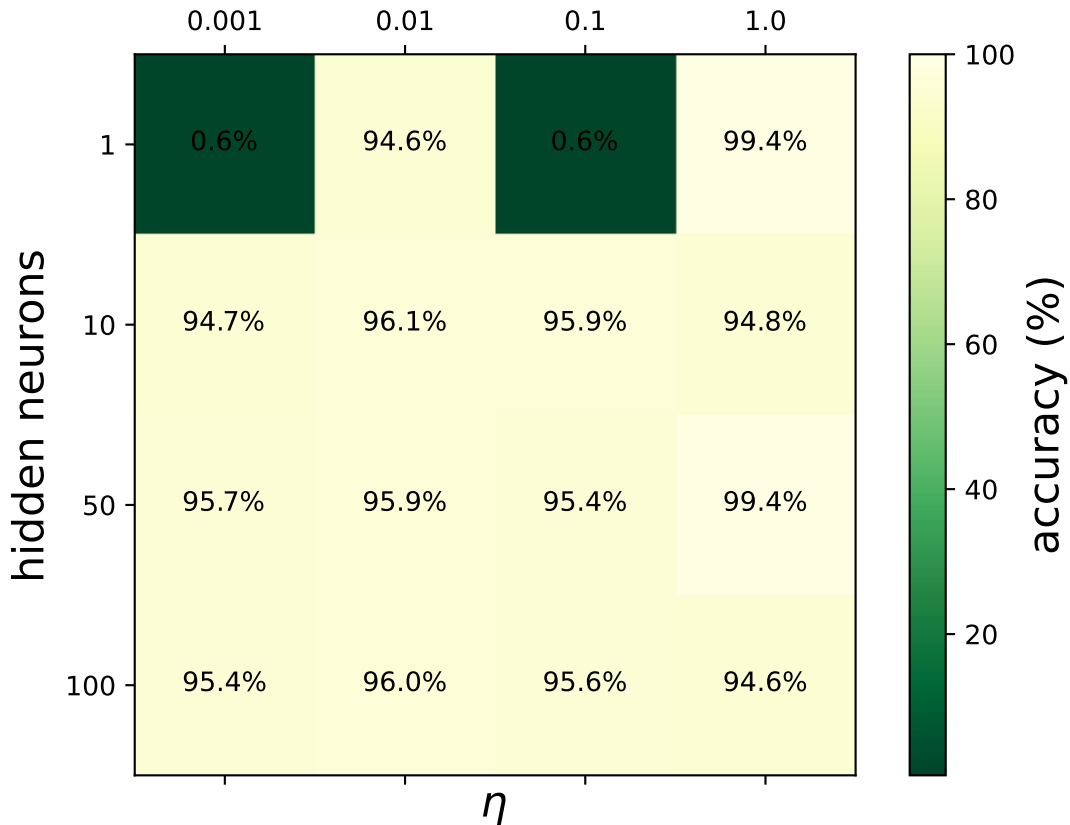 0.001 0.01 0.1 1.0
100
80
60
40
20
accuracy (%)
hidden neurons
1 0.6% 94.6% 0.6% 99.4%
10 94.7% 96.1% 95.9% 94.8%
50 95.7% 95.9% 95.4% 99.4%
100 95.4% 96.0% 95.6% 94.6%
η